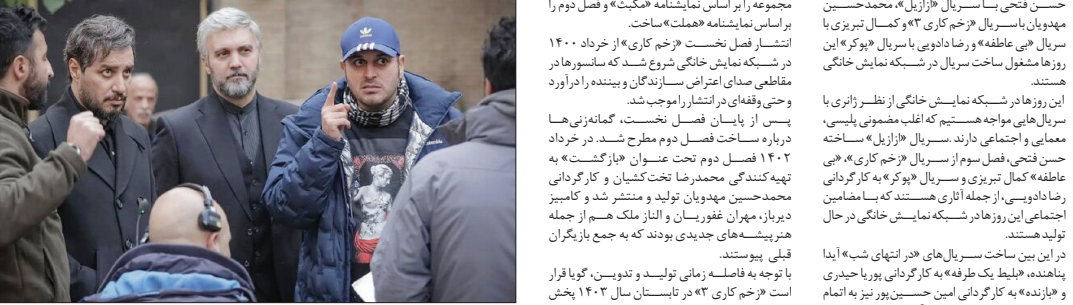 حسن فتحی با سریال «ازازیل»، محمدحسین
مهدویان باسریال «زخم کاری ۳» و کمال تبریزی با
سریال «بی عاطفه» و رضا دادویی با سریال «پوکر» این
روزها مشغول ساخت سریال در شبکه نمایش خانگی
هستند.
این روزها در شبکه نمایش خانگی از نظر ژانری با
سریال‌هایی مواجه هستیم که اغلب مضمونی پلیسی،
معمایی و اجتماعی دارند .سریال «ازازیل» ساخته
حسن فتحی، فصل سوم از سریال «زخم کاری»، «بی
عاطفه» کمال تبریزی و سریال «پوکر» به کارگردانی
رضا دادویی، از جمله آثاری هستند که با مضامین
اجتماعی این روزها در شبکه نمایش خانگی در حال
تولید هستند.
در این بین ساخت سریال‌های «در انتهای شب» آیدا
پناهنده، «بلیط یک طرفه» به کارگردانی پوریا حیدری
و «بازنده» به کارگردانی امین حسین‌پور نیز به اتمام
مجموعه را بر اساس نمایشنامه «مکبث» و فصل دوم را
بر اساس نمایشنامه «هملت» ساخت.
انتشار فصل نخست «زخم کاری» از خرداد ۱۴۰۰
در شبکه نمایش خانگی شروع شد که سانسورها در
مقاطعی صدای اعتراض سازندگان و بیننده را درآورد
و حتی وقفه‌ای در انتشار را موجب شد.
پس از پایان فصل نخست، گمانه‌زنی‌ها
درباره ساخت فصل دوم مطرح شد. در خرداد
۱۴۰۲ فصل دوم تحت عنوان «بازگشت» به
تهیه‌کنندگی محمدرضا تخت‌کشیان و کارگردانی
محمدحسین مهدویان تولید و منتشر شد و کامبیز
دیرباز، مهران غفوریان و الناز ملک هم از جمله
هنرپیشه‌های جدیدی بودند که به جمع بازیگران
قبلی پیوستند.
با توجه به فاصله زمانی تولید و تدوین، گویا قرار
است «زخم کاری ۳» در تابستان سال ۱۴۰۳ پخش
adidas